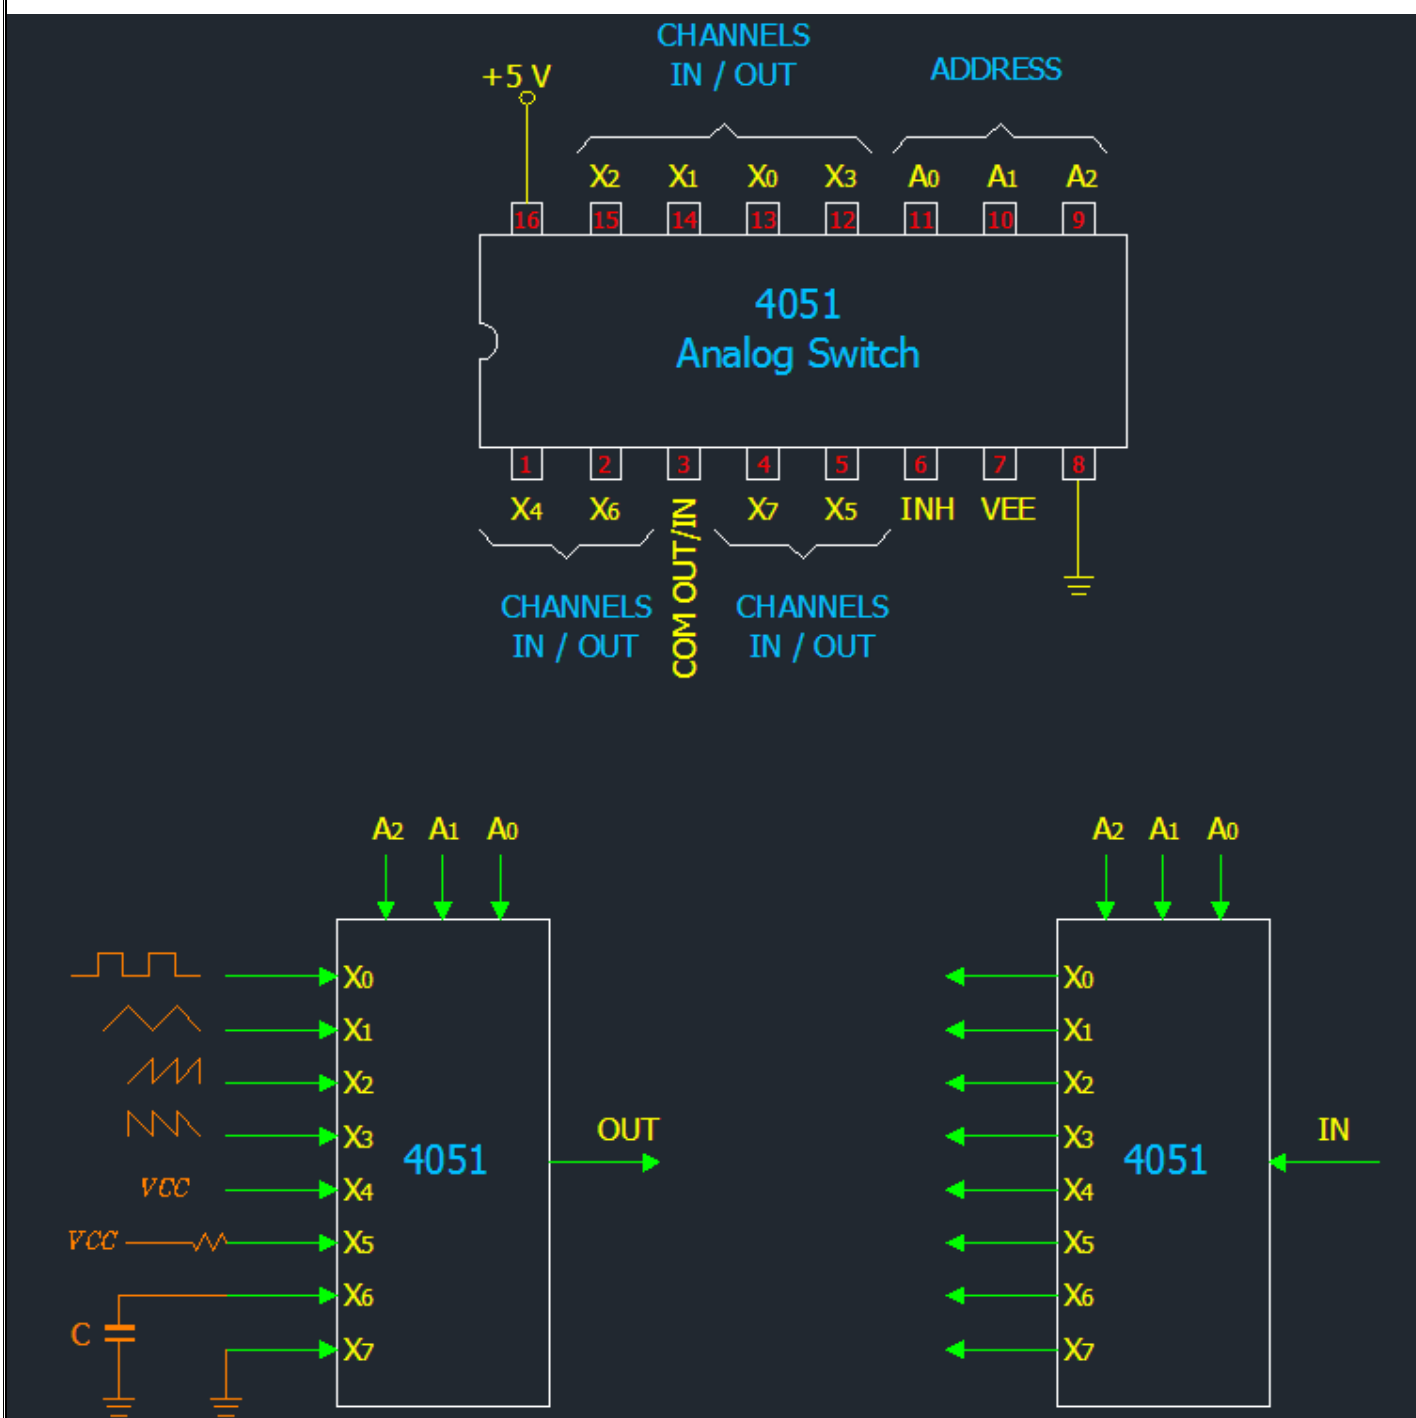 CHANNELS
IN / OUT
ADDRESS
+5 V
X2 X1 X0 X3 A0 A1 A2
16 15 14 13 12 11 10 9
4051
Analog Switch
1 2 3 4 5 6 7 8
X4 X6 COM OUT/IN X7 X5 INH VEE
CHANNELS
IN / OUT
CHANNELS
IN / OUT
A2 A1 A0
X0
X1
X2
X3
VCC X4
VCC X5
X6
C
X7
4051
OUT
A2 A1 A0
X0
X1
X2
X3
X4
X5
X6
X7
4051
IN